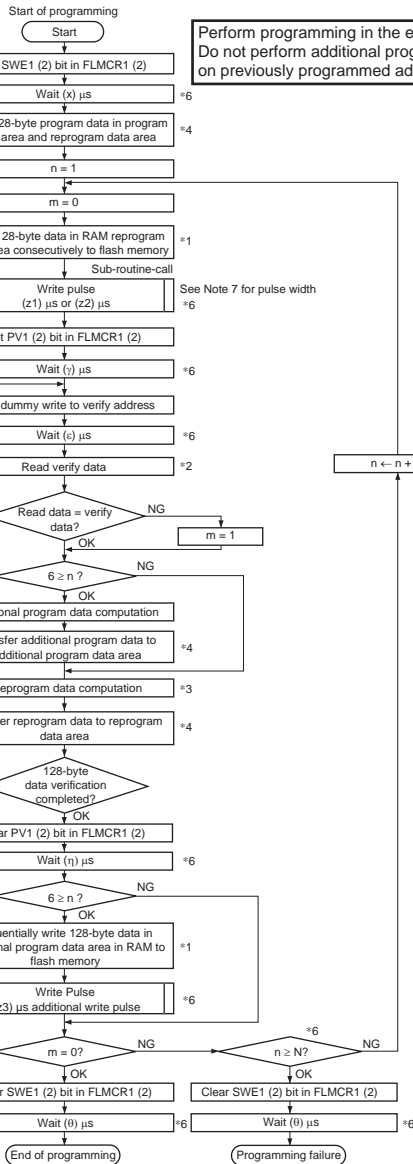 Start of programming
Start
Perform programming in the e
Do not perform additional prog
on previously programmed ad
SWE1 (2) bit in FLMCR1 (2)
Wait (x) μs
*6
28-byte program data in program
area and reprogram data area
*4
n = 1
m = 0
28-byte data in RAM reprogram
ea consecutively to flash memory
*1
Sub-routine-call
Write pulse
(z1) μs or (z2) μs
See Note 7 for pulse width
*6
t PV1 (2) bit in FLMCR1 (2)
Wait (γ) μs
*6
dummy write to verify address
Wait (ε) μs
*6
Read verify data
*2
n ← n +
Read data = verify
data?
NG
m = 1
OK
6 ≥ n ?
NG
OK
onal program data computation
sfer additional program data to
dditional program data area
*4
eprogram data computation
*3
er reprogram data to reprogram
data area
*4
128-byte
data verification
completed?
OK
ar PV1 (2) bit in FLMCR1 (2)
Wait (η) μs
*6
6 ≥ n ?
NG
OK
uentially write 128-byte data in
nal program data area in RAM to
flash memory
*1
Write Pulse
z3) μs additional write pulse
*6
m = 0?
NG
*6
n ≥ N?
NG
OK
OK
r SWE1 (2) bit in FLMCR1 (2)
Clear SWE1 (2) bit in FLMCR1 (2)
Wait (θ) μs
*6
Wait (θ) μs
*6
End of programming
Programming failure